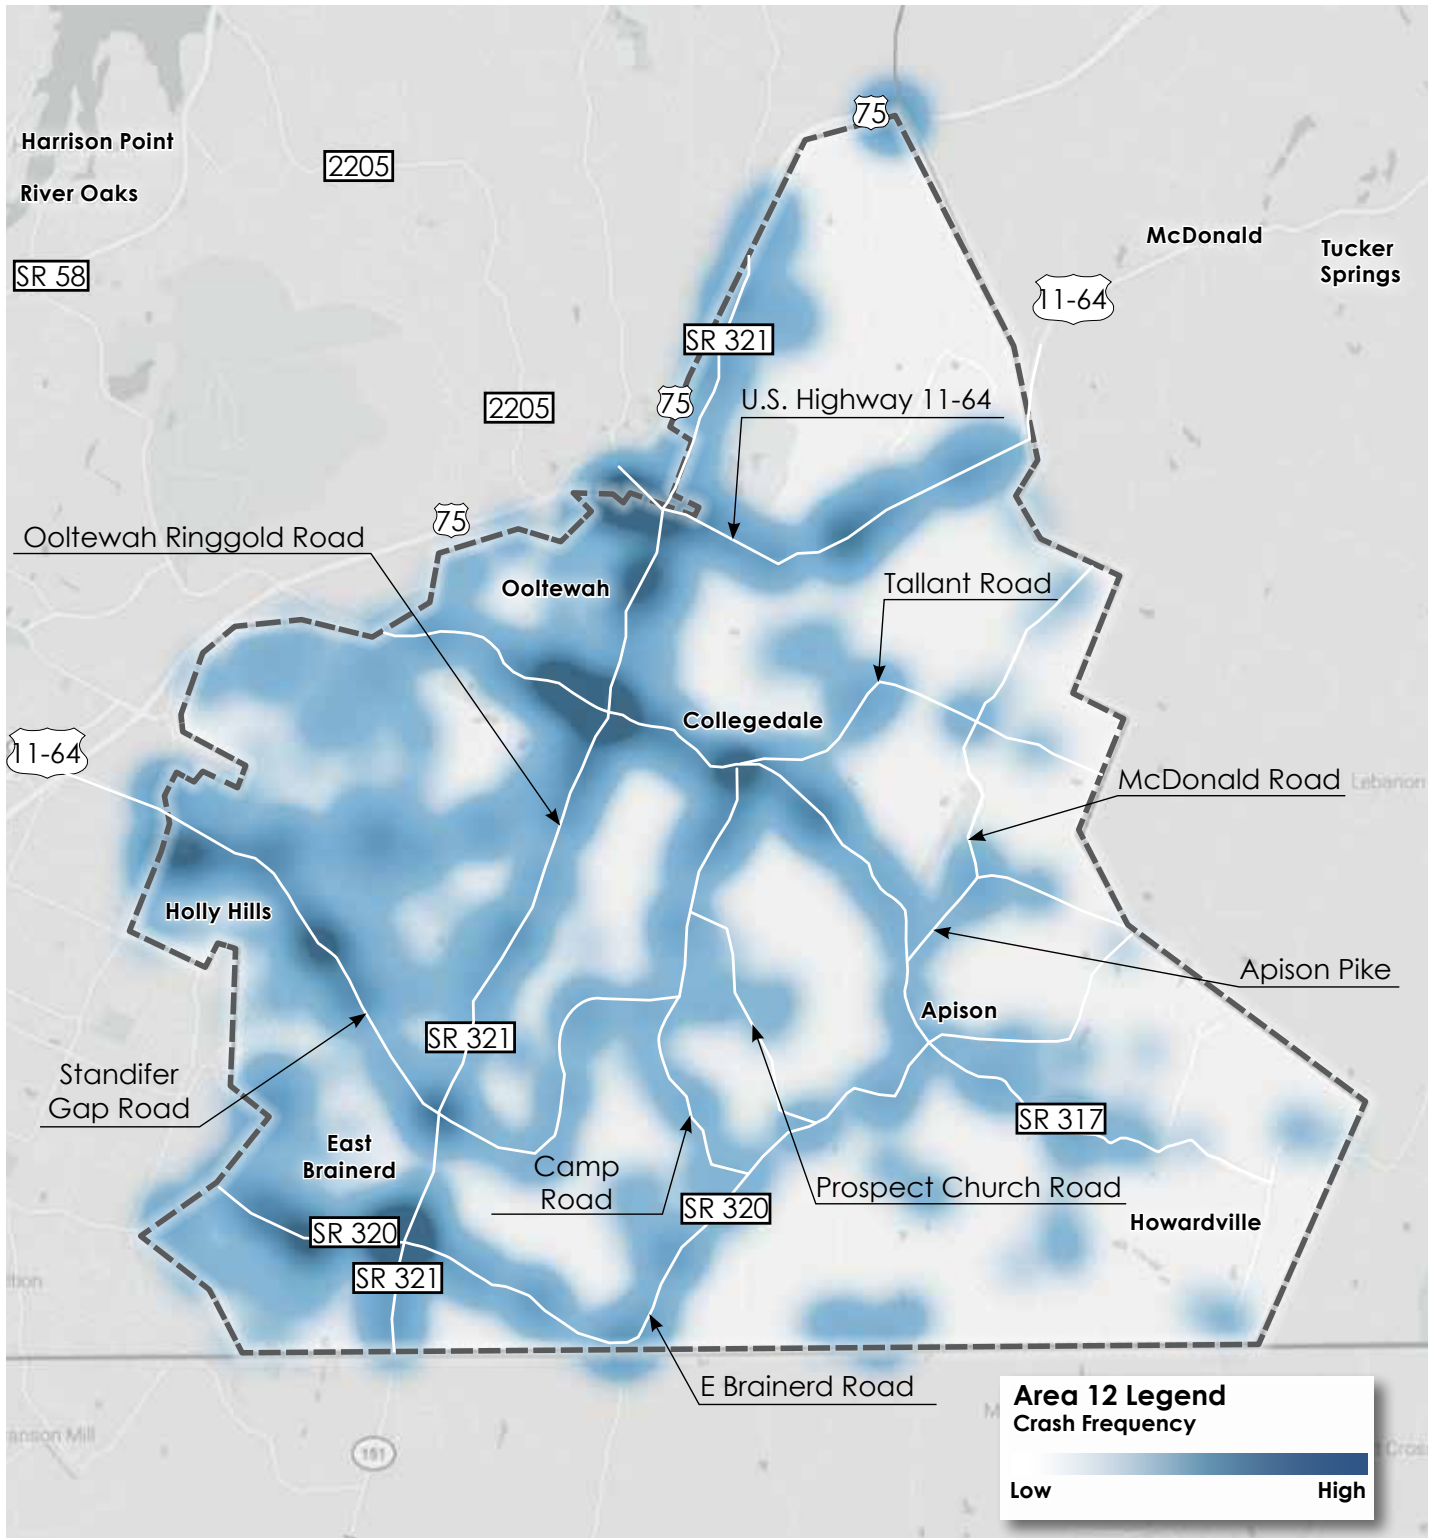 75
Harrison Point
2205
River Oaks
McDonald
Tucker
Springs
SR 58
11-64
SR 321
75
U.S. Highway 11-64
2205
75
Ooltewah Ringgold Road
Ooltewah
Tallant Road
Collegedale
11-64
McDonald Road
Lebanon
Holly Hills
Apison Pike
Apison
SR 321
Standifer
Gap Road
SR 317
East
Brainerd
Camp
Road
Prospect Church Road
SR 320
Howardville
SR 320
SR 321
E Brainerd Road
Area 12 Legend
Crash Frequency
Low
High